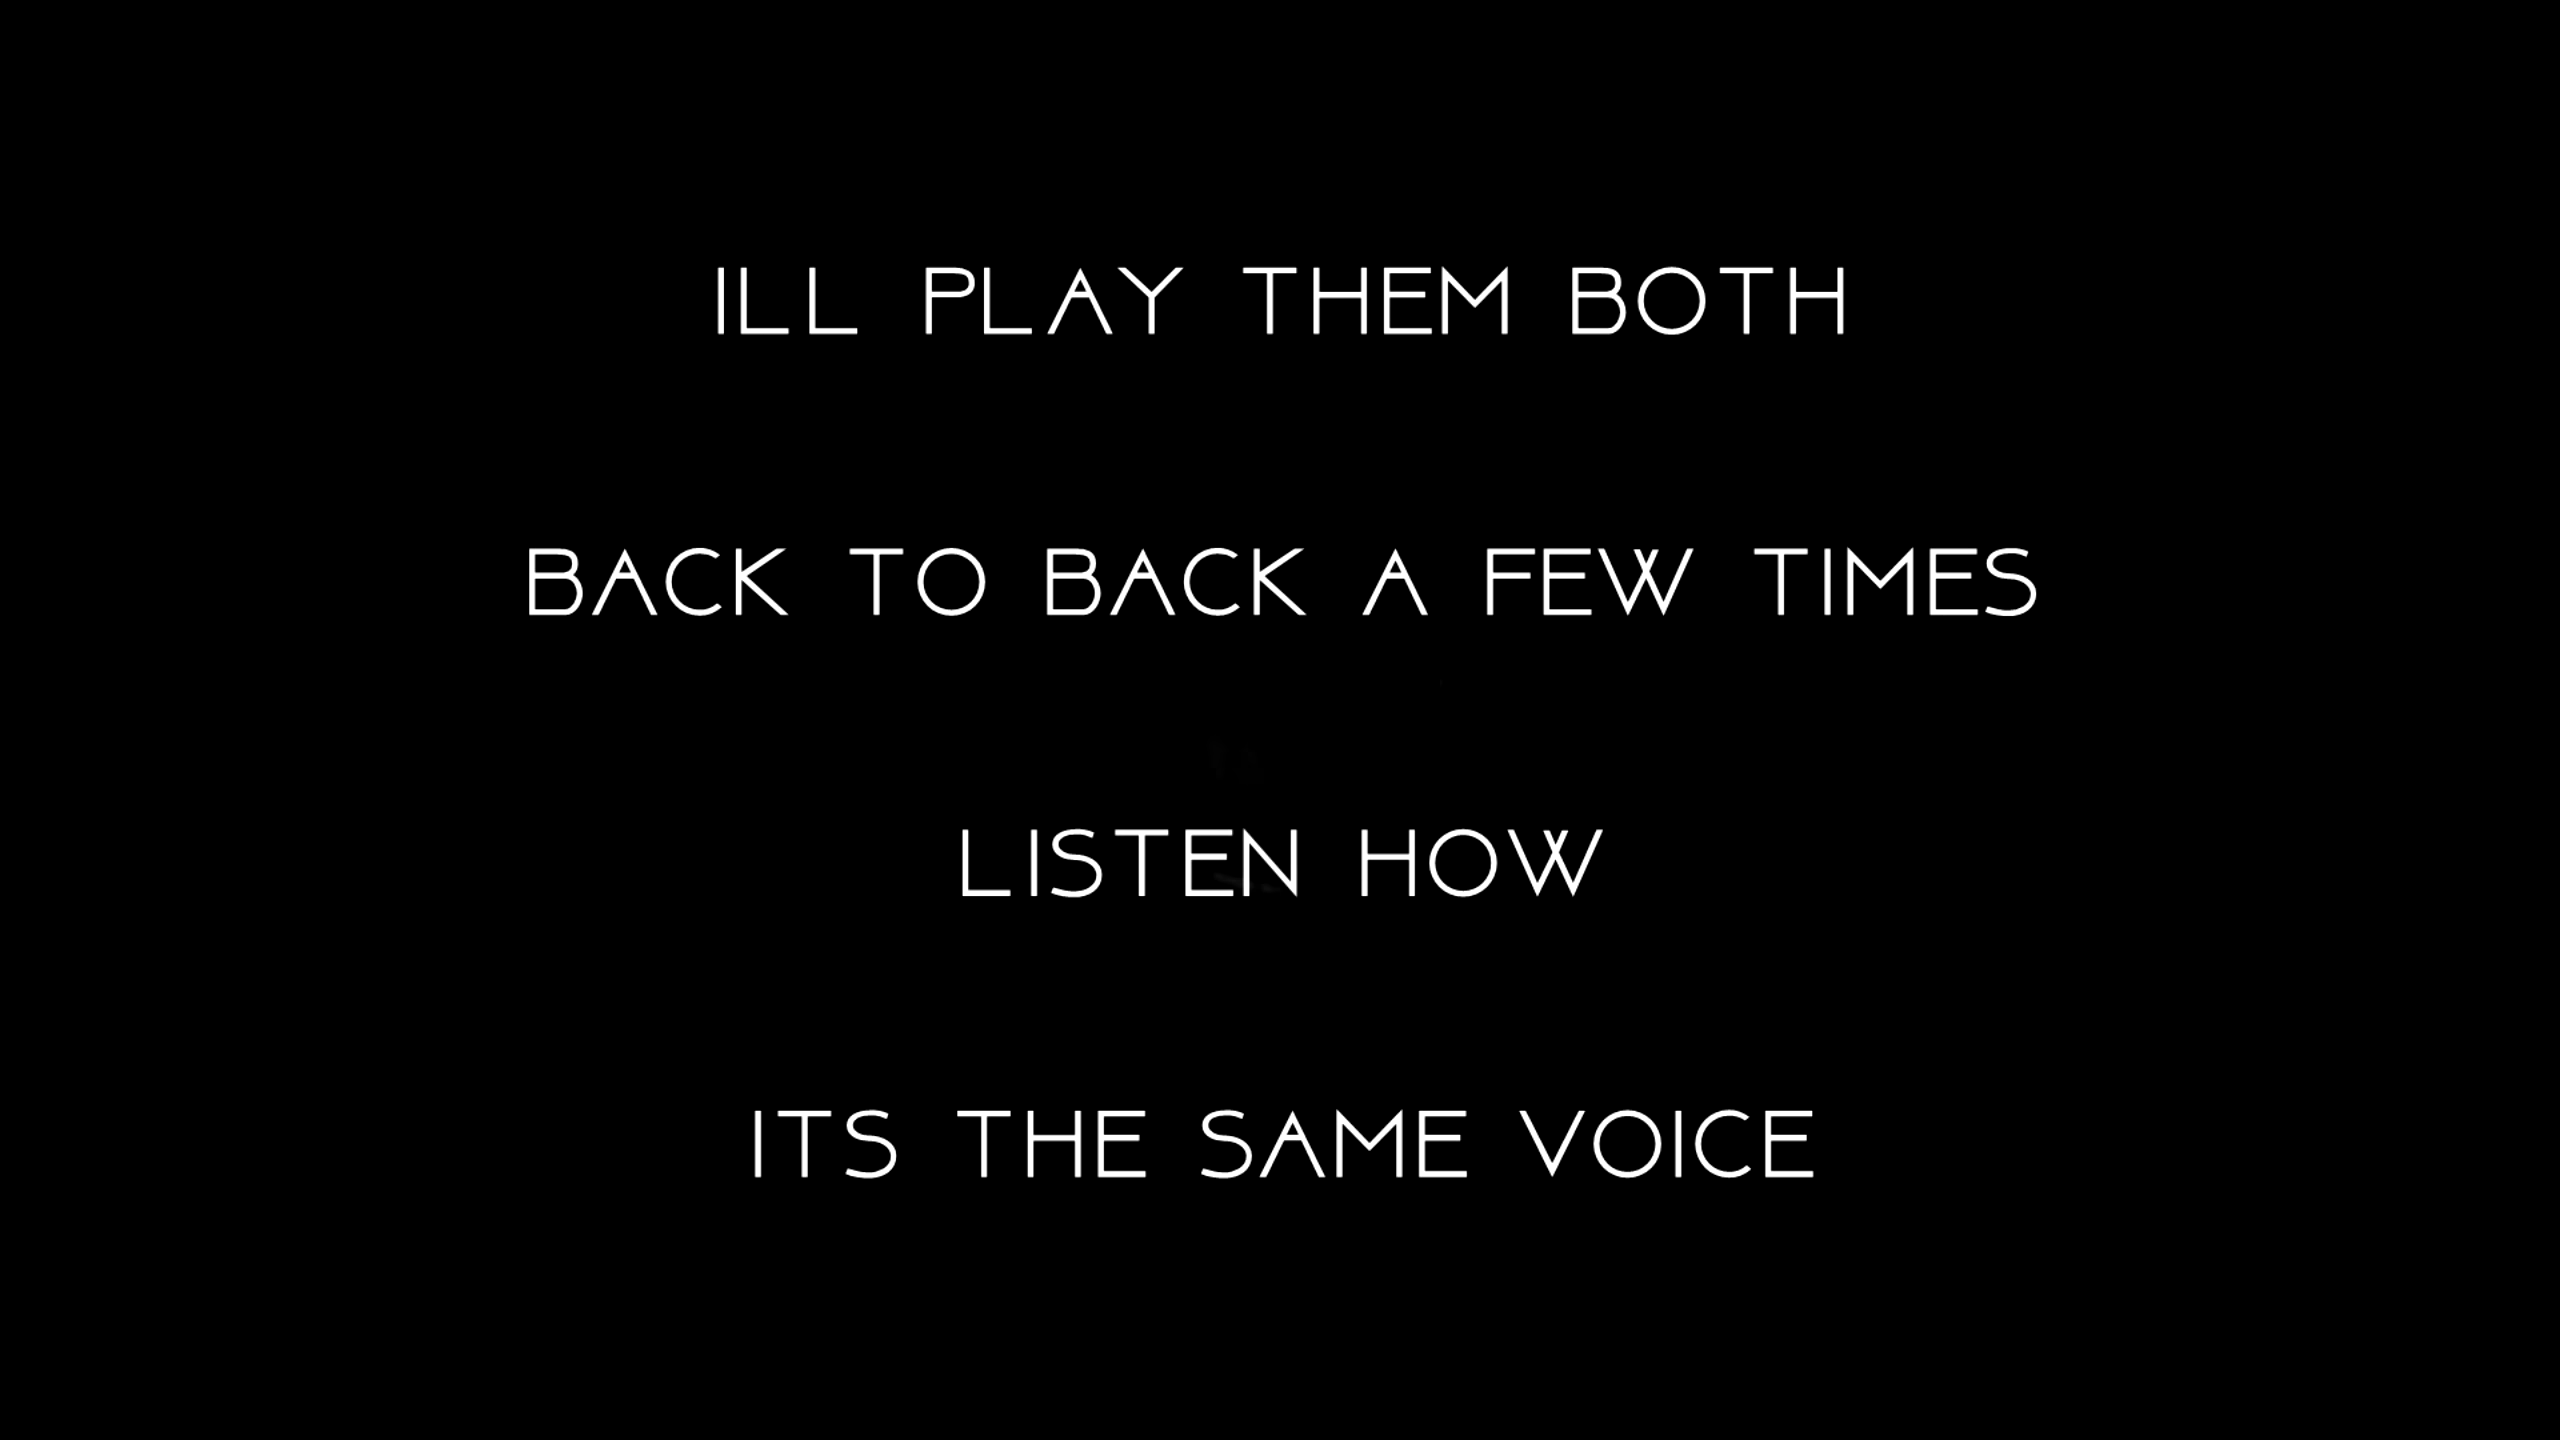 ILL PLAY THEM BOTH
BACK TO BACK A FEW TIMES
LISTEN HOW
ITS THE SAME VOICE